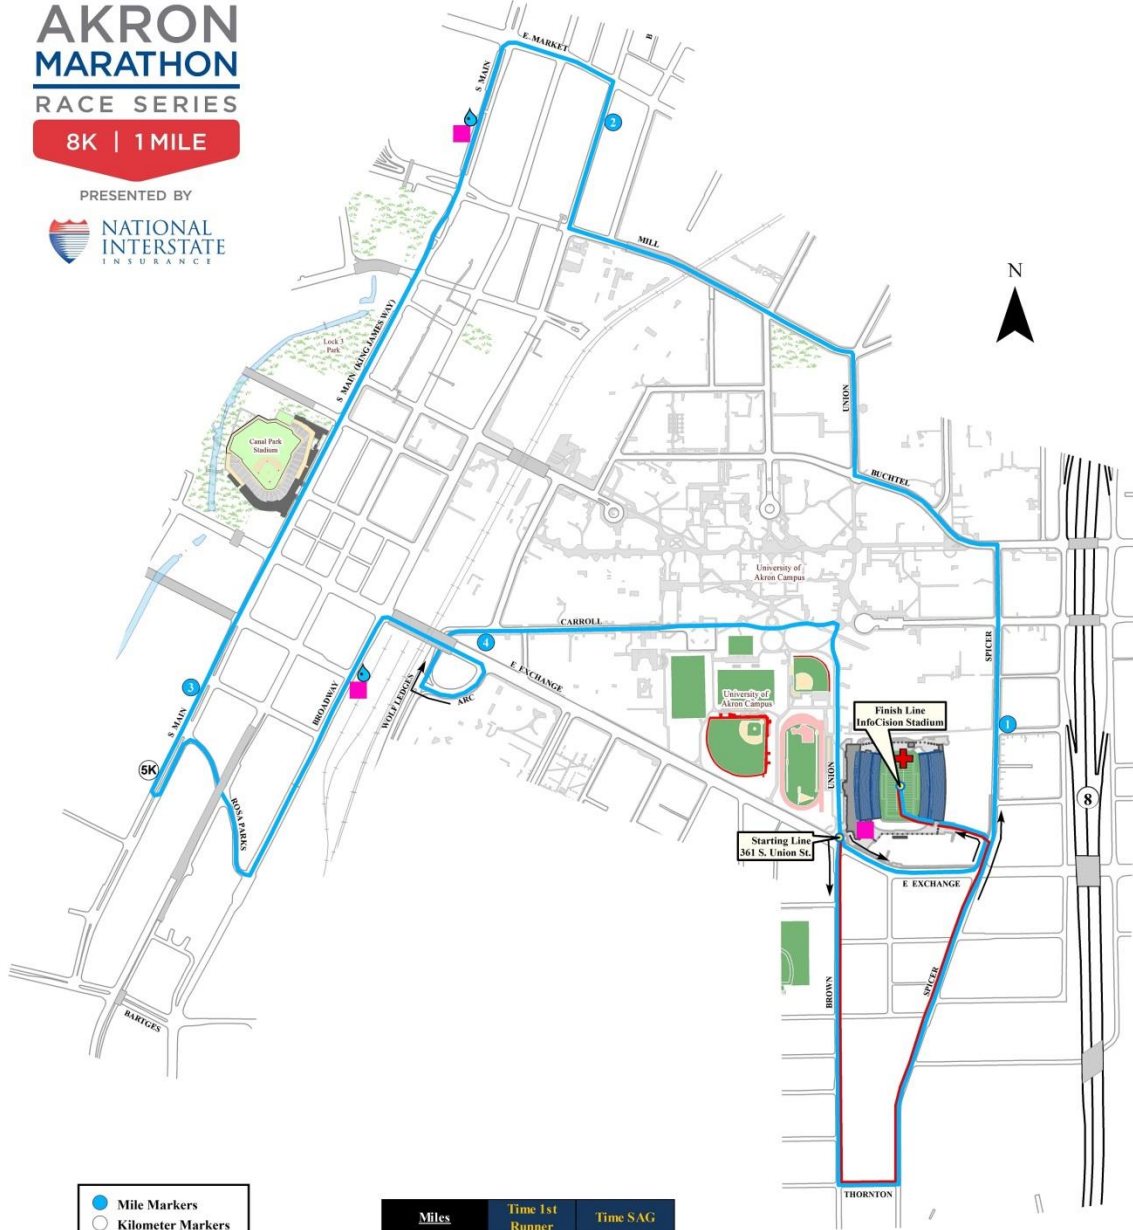 AKRON
MARATHON
RACE SERIES
8K | 1 MILE
PRESENTED BY
NATIONAL
INTERSTATE
INSURANCE
E MARKET
B
S MAIN
2
MILL
N
S MAIN (KING JAMES WAY)
Lock 3
Park
UNION
Canal Park
Stadium
BUCHTEL
University of
Akron Campus
CARROLL
4
E EXCHANGE
SPICER
3
BROADWAY
WOLF LEDGES
ARC
University of
Akron Campus
Finish Line
InfoCision Stadium
1
S MAIN
5K
UNION
8
ROSA PARKS
Starting Line
361 S. Union St.
E EXCHANGE
BROWN
SPICER
BARTGES
THORNTON
Mile Markers
Kilometer Markers
Miles
Time 1st
Runner
Time SAG